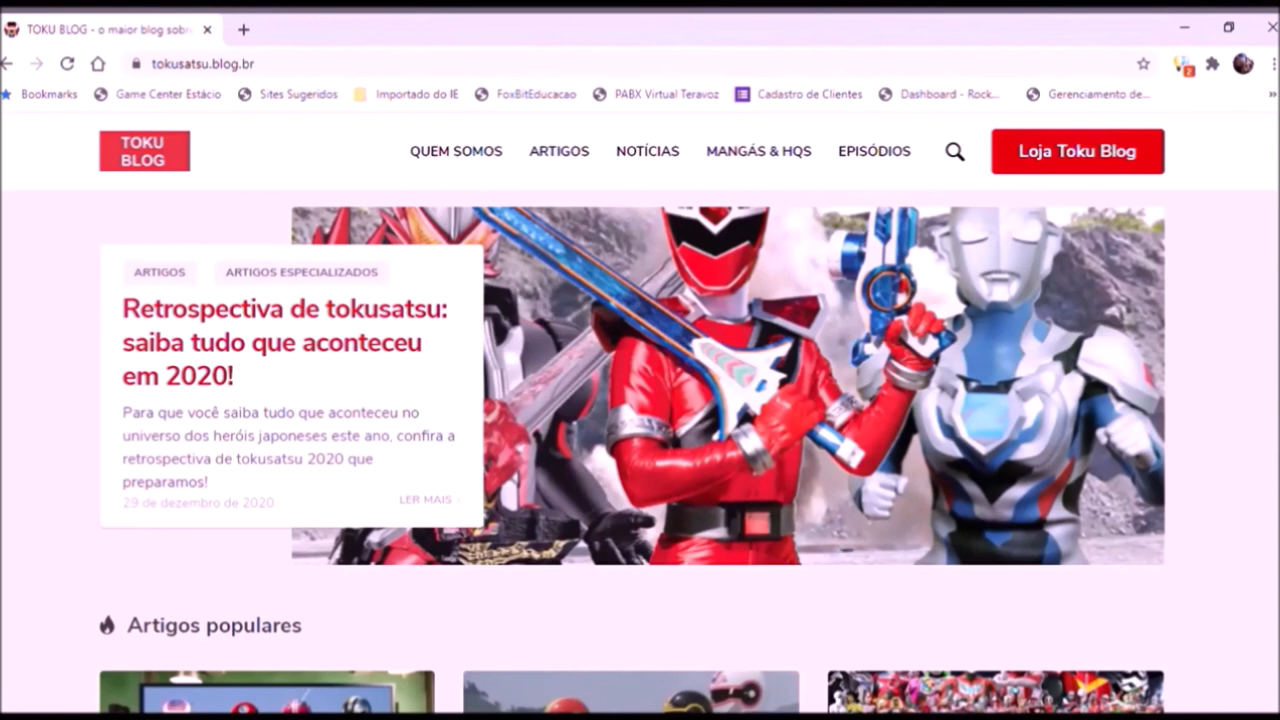 TOKU BLOG - o maior blog sobr
tokusatsu.blog.br
2
Bookmarks Game Center Estácio Sites Sugeridos Importado do IE FoxBitEducacao PABX Virtual Teravoz Cadastro de Clientes Dashboard - Rock... Gerenciamento de...
TOKU
BLOG
QUEM SOMOS ARTIGOS NOTÍCIAS MANGÁS & HQS EPISÓDIOS Loja Toku Blog
ARTIGOS ARTIGOS ESPECIALIZADOS
Retrospectiva de tokusatsu:
saiba tudo que aconteceu
em 2020!
Para que você saiba tudo que aconteceu no
universo dos heróis japoneses este ano, confira a
retrospectiva de tokusatsu 2020 que
preparamos!
29 de dezembro de 2020 LER MAIS
Artigos populares